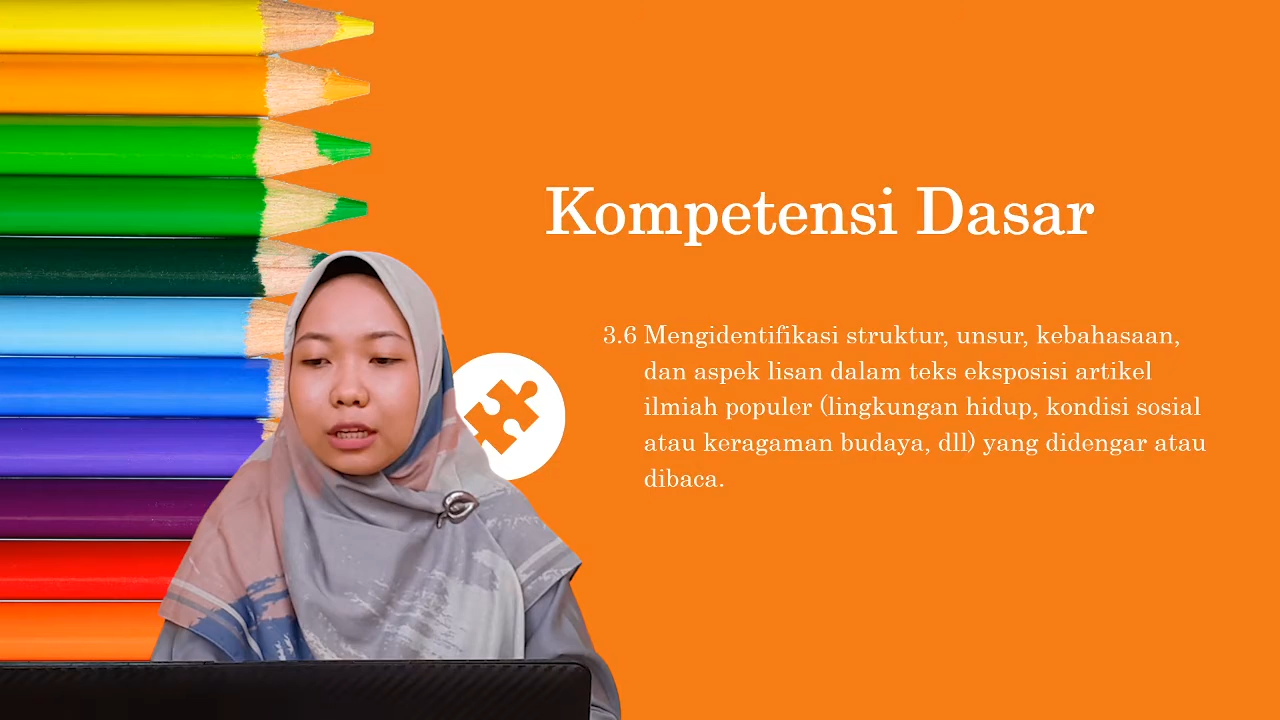 Kompetensi Dasar
3.6 Mengidentifikasi struktur, unsur, kebahasaan,
dan aspek lisan dalam teks eksposisi artikel
ilmiah populer (lingkungan hidup, kondisi sosial
atau keragaman budaya, dll) yang didengar atau
dibaca.